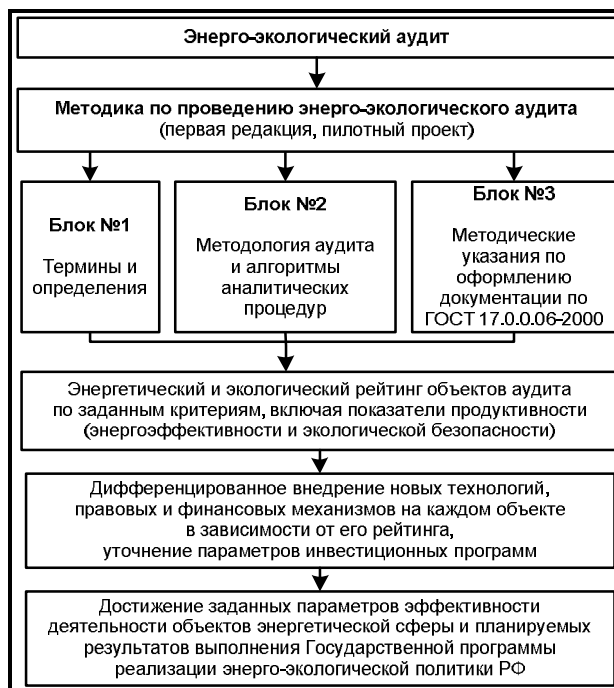 Энерго-экологический аудит
Методика по проведению энерго-экологического аудита
(первая редакция, пилотный проект)
Блок №1
Термины и
определения
Блок №2
Методология аудита
и алгоритмы
аналитических
процедур
Блок №3
Методические
указания по
оформлению
документации по
ГОСТ 17.0.0.06-2000
Энергетический и экологический рейтинг объектов аудита
по заданным критериям, включая показатели продуктивности
(энергоэффективности и экологической безопасности)
Дифференцированное внедрение новых технологий,
правовых и финансовых механизмов на каждом объекте
в зависимости от его рейтинга,
уточнение параметров инвестиционных программ
Достижение заданных параметров эффективности
деятельности объектов энергетической сферы и планируемых
результатов выполнения Государственной программы
реализации энерго-экологической политики РФ